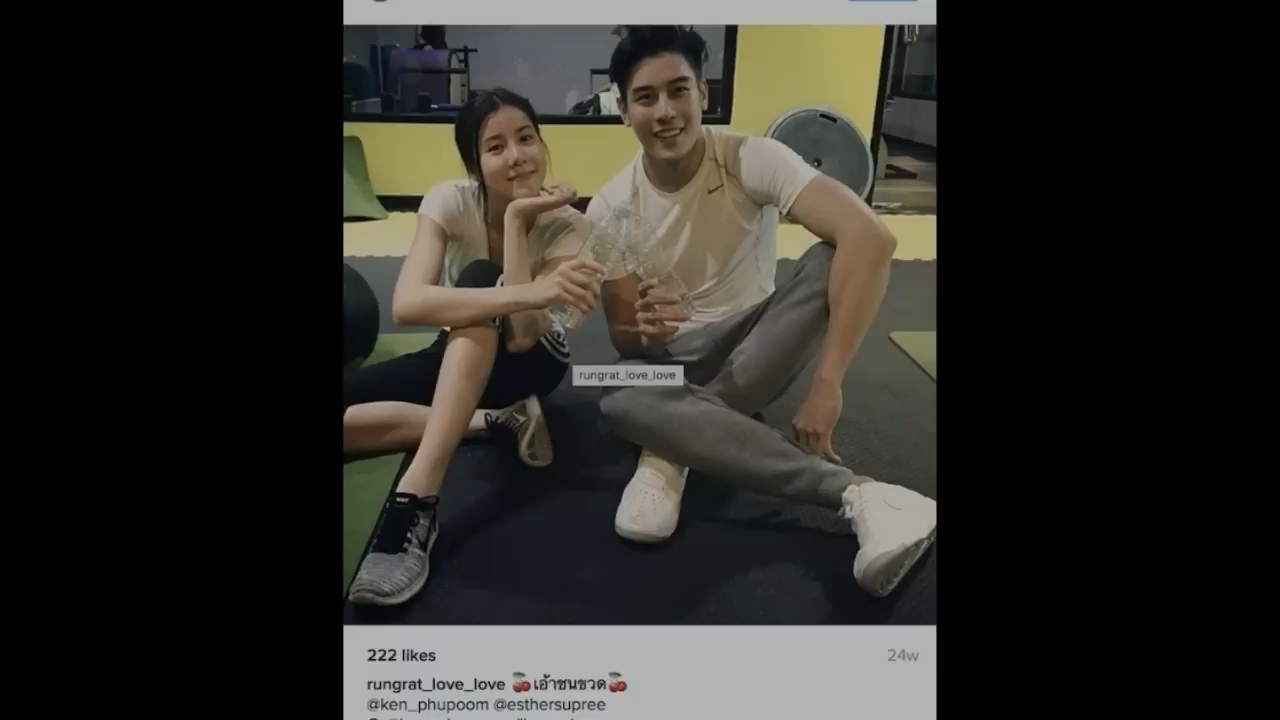 rungrat_love_love
222 likes
24w
rungrat_love_love 🍒เอ้าชนขวด🍒
@ken_phupoom @esthersupree